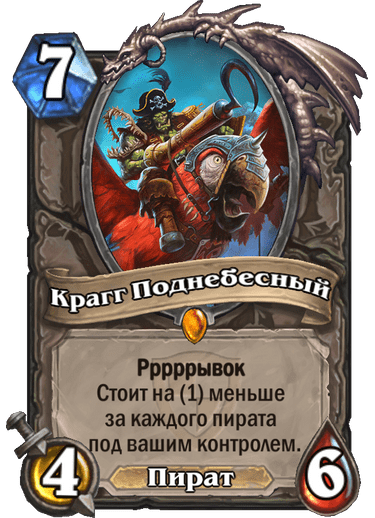 7
Крагг Поднебесный
Рррррывок
Стоит на (1) меньше
за каждого пирата
под вашим контролем.
4
Пират
6